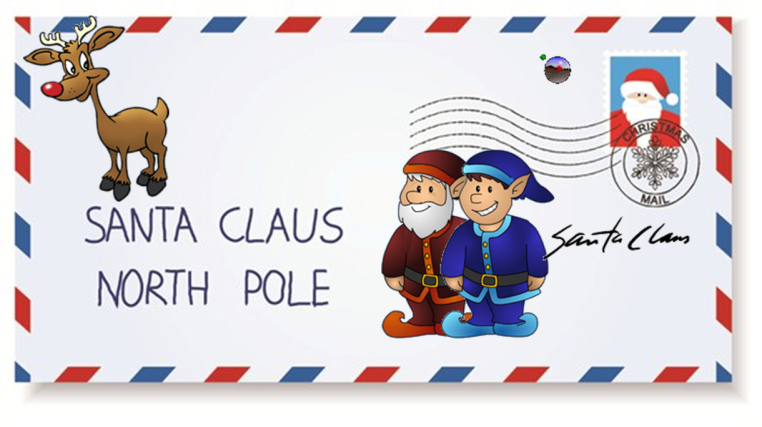 CHRISTMAS
MAIL
SANTA CLAUS
NORTH POLE
Santa Claus